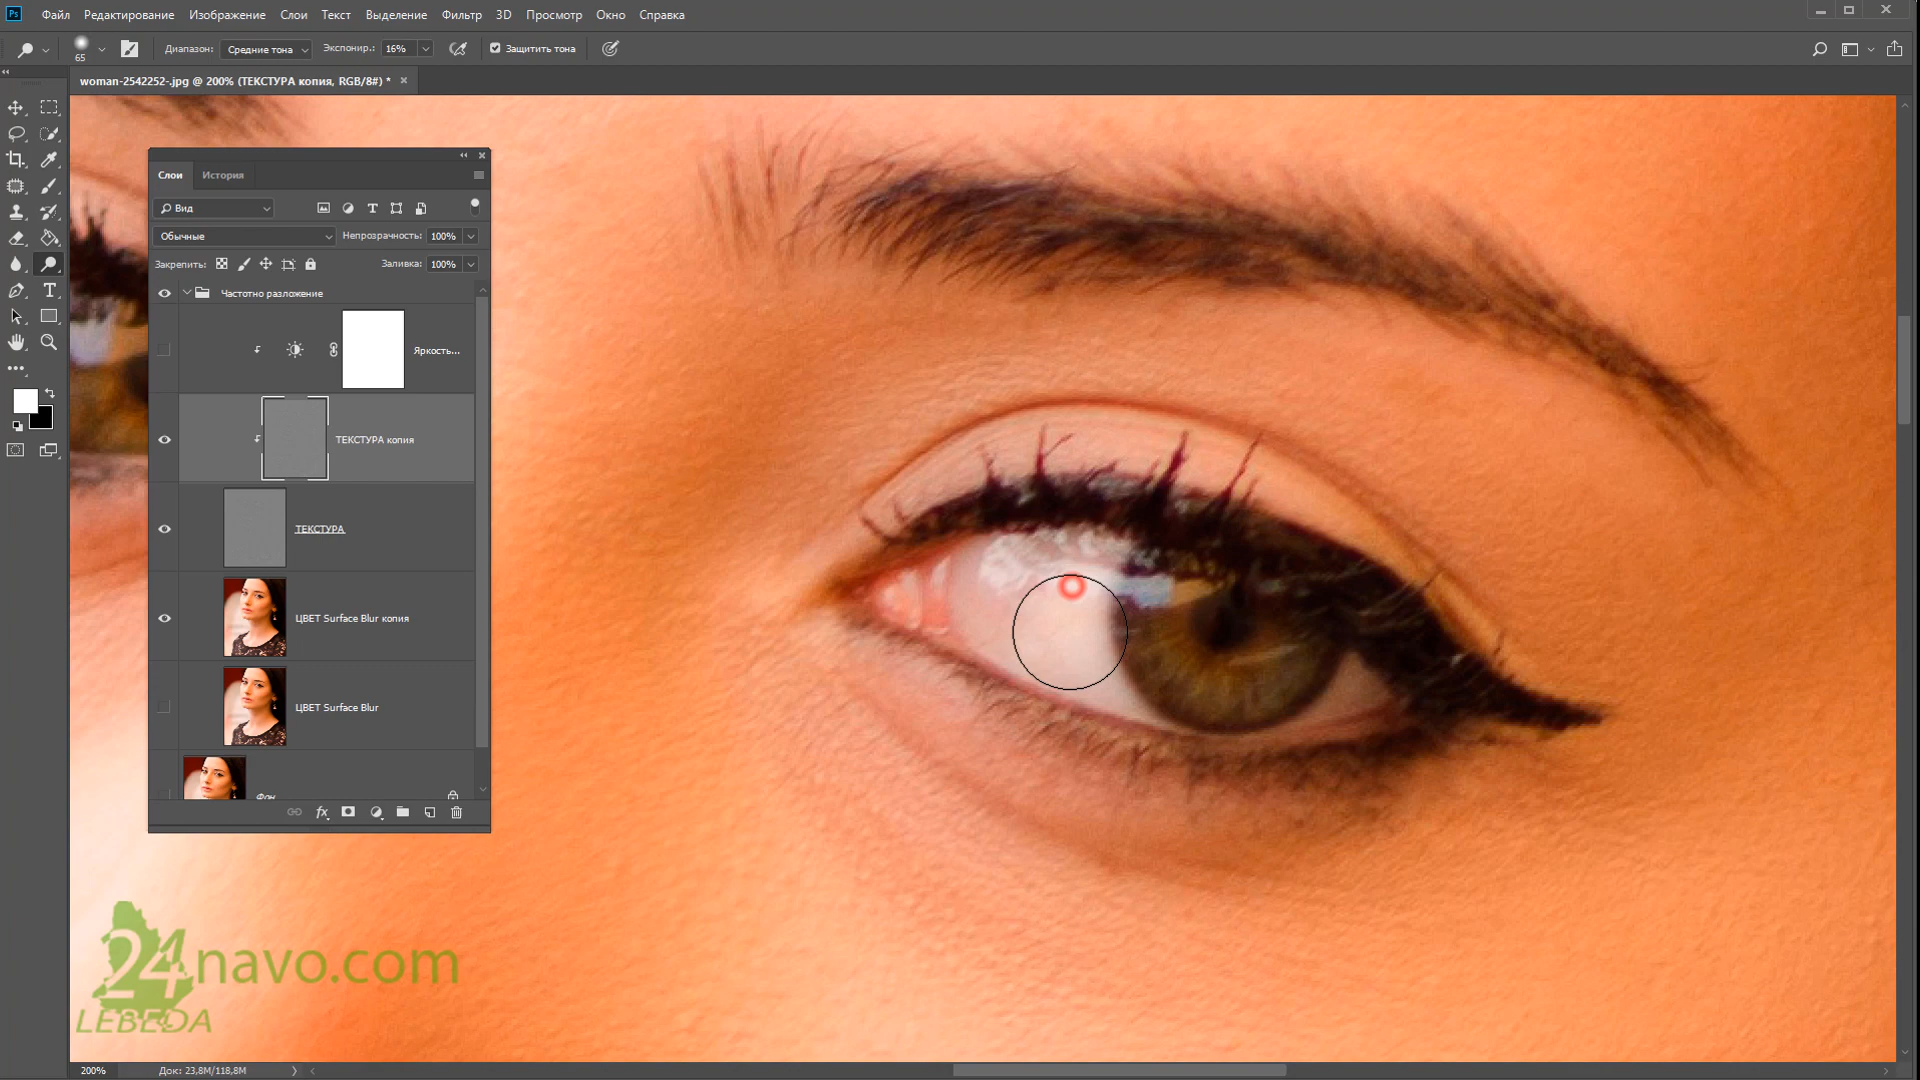 Ps Файл Редактирование Изображение Слои Текст Выделение Фильтр 3D Просмотр Окно Справка
65 Диапазон: Средние тона Экспонир.: 16% Защитить тона
woman-2542252-.jpg @ 200% (ТЕКСТУРА копия, RGB/8#) *
Слои История
Вид
Обычные Непрозрачность: 100%
Закрепить: Заливка: 100%
Частотно разложение
Яркость...
ТЕКСТУРА копия
ТЕКСТУРА
ЦВЕТ Surface Blur копия
ЦВЕТ Surface Blur
Фон
fx
24navo.com
LEBEDA
200% Док: 23,8M/118,8M